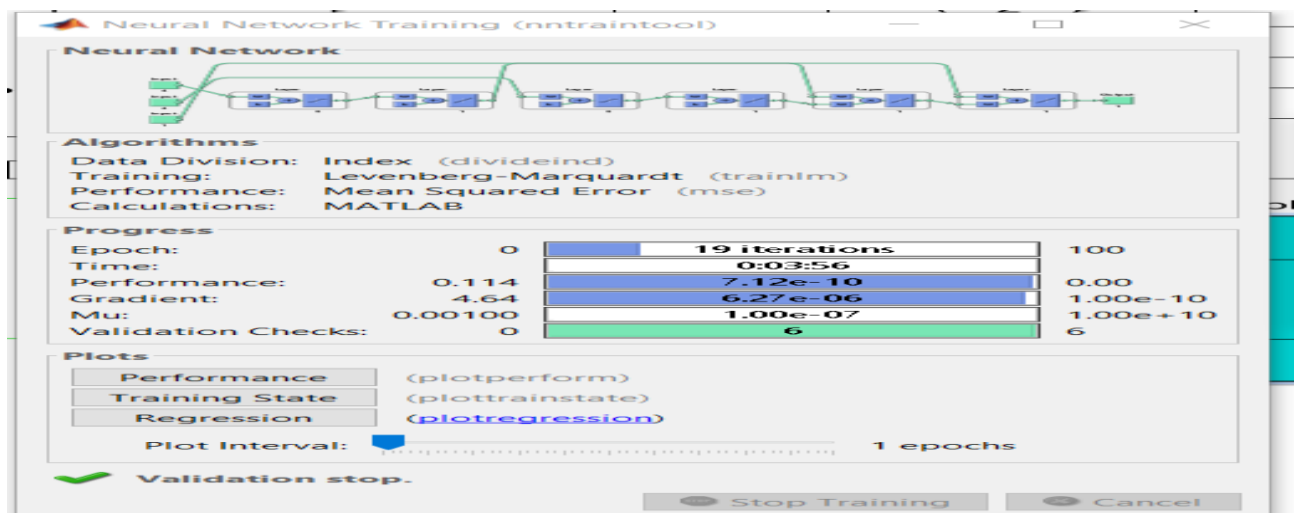 Neural Network Training (nntraintool)
Neural Network
Algorithms
Data Division: Index (divideind)
Training: Levenberg-Marquardt (trainlm)
Performance: Mean Squared Error (mse)
Calculations: MATLAB
Progress
Epoch: 0 19 iterations 100
Time: 0:03:56
Performance: 0.114 7.12e-10 0.00
Gradient: 4.64 6.27e-06 1.00e-10
Mu: 0.00100 1.00e-07 1.00e+10
Validation Checks: 0 6 6
Plots
Performance (plotperform)
Training State (plottrainstate)
Regression (plotregression)
Plot Interval: 1 epochs
Validation stop.
Stop Training Cancel